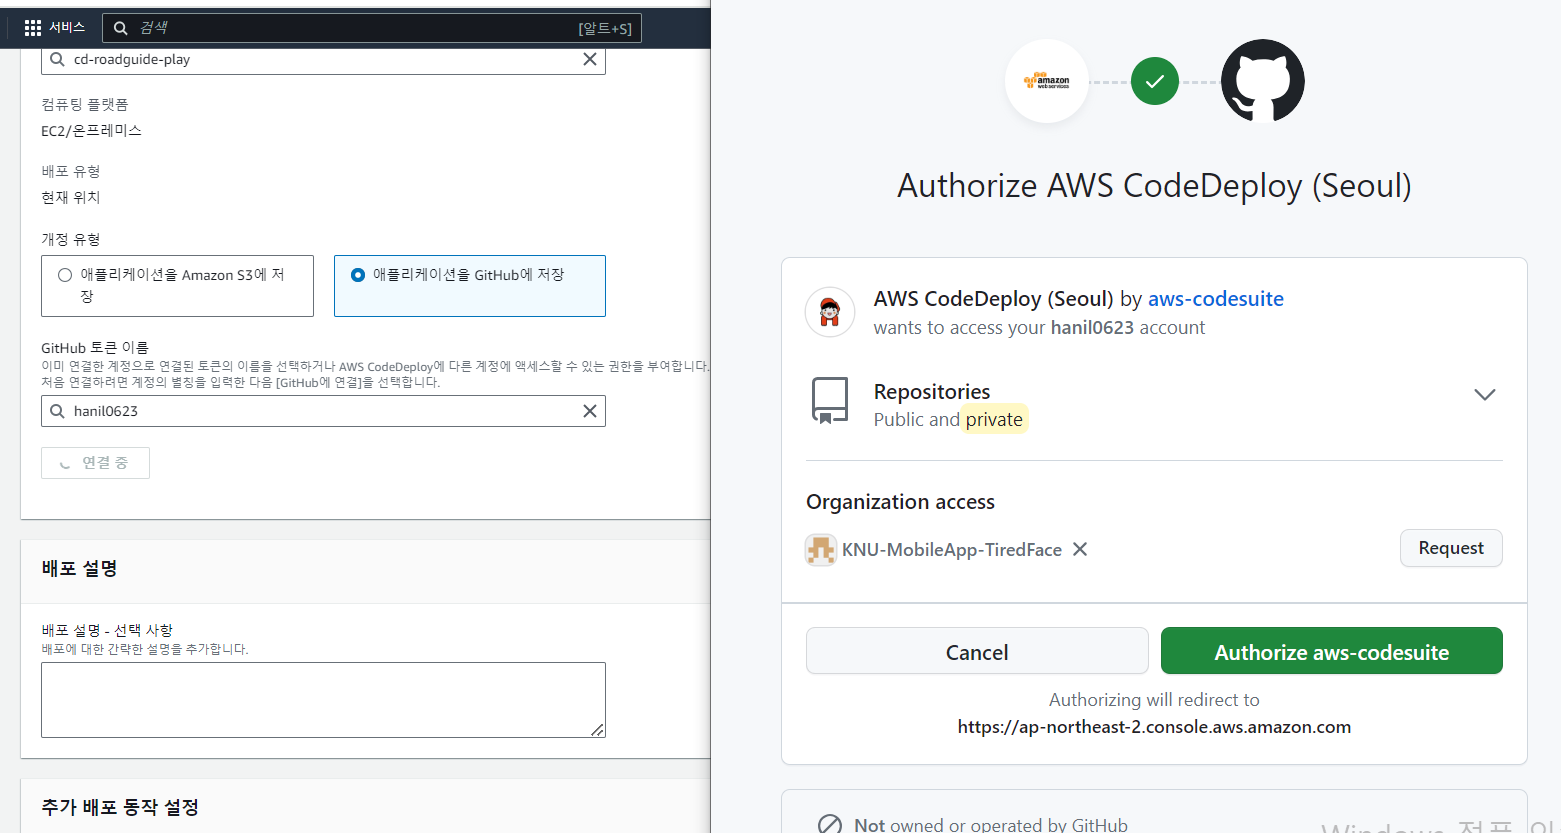 서비스
검색
[알트+S]
cd-roadguide-play
컴퓨팅 플랫폼
EC2/온프레미스
배포 유형
현재 위치
개정 유형
애플리케이션을 Amazon S3에 저
장
애플리케이션을 GitHub에 저장
GitHub 토큰 이름
이미 연결한 계정으로 연결된 토큰의 이름을 선택하거나 AWS CodeDeploy에 다른 계정에 액세스할 수 있는 권한을 부여합니다.
처음 연결하려면 계정의 별칭을 입력한 다음 [GitHub에 연결]을 선택합니다.
hanil0623
연결 중
배포 설명
배포 설명 - 선택 사항
배포에 대한 간략한 설명을 추가합니다.
추가 배포 동작 설정
amazon
web services
Authorize AWS CodeDeploy (Seoul)
AWS CodeDeploy (Seoul) by aws-codesuite
wants to access your hanil0623 account
Repositories
Public and private
Organization access
KNU-MobileApp-TiredFace
Request
Cancel
Authorize aws-codesuite
Authorizing will redirect to
https://ap-northeast-2.console.aws.amazon.com
Not owned or operated by GitHub
Windows